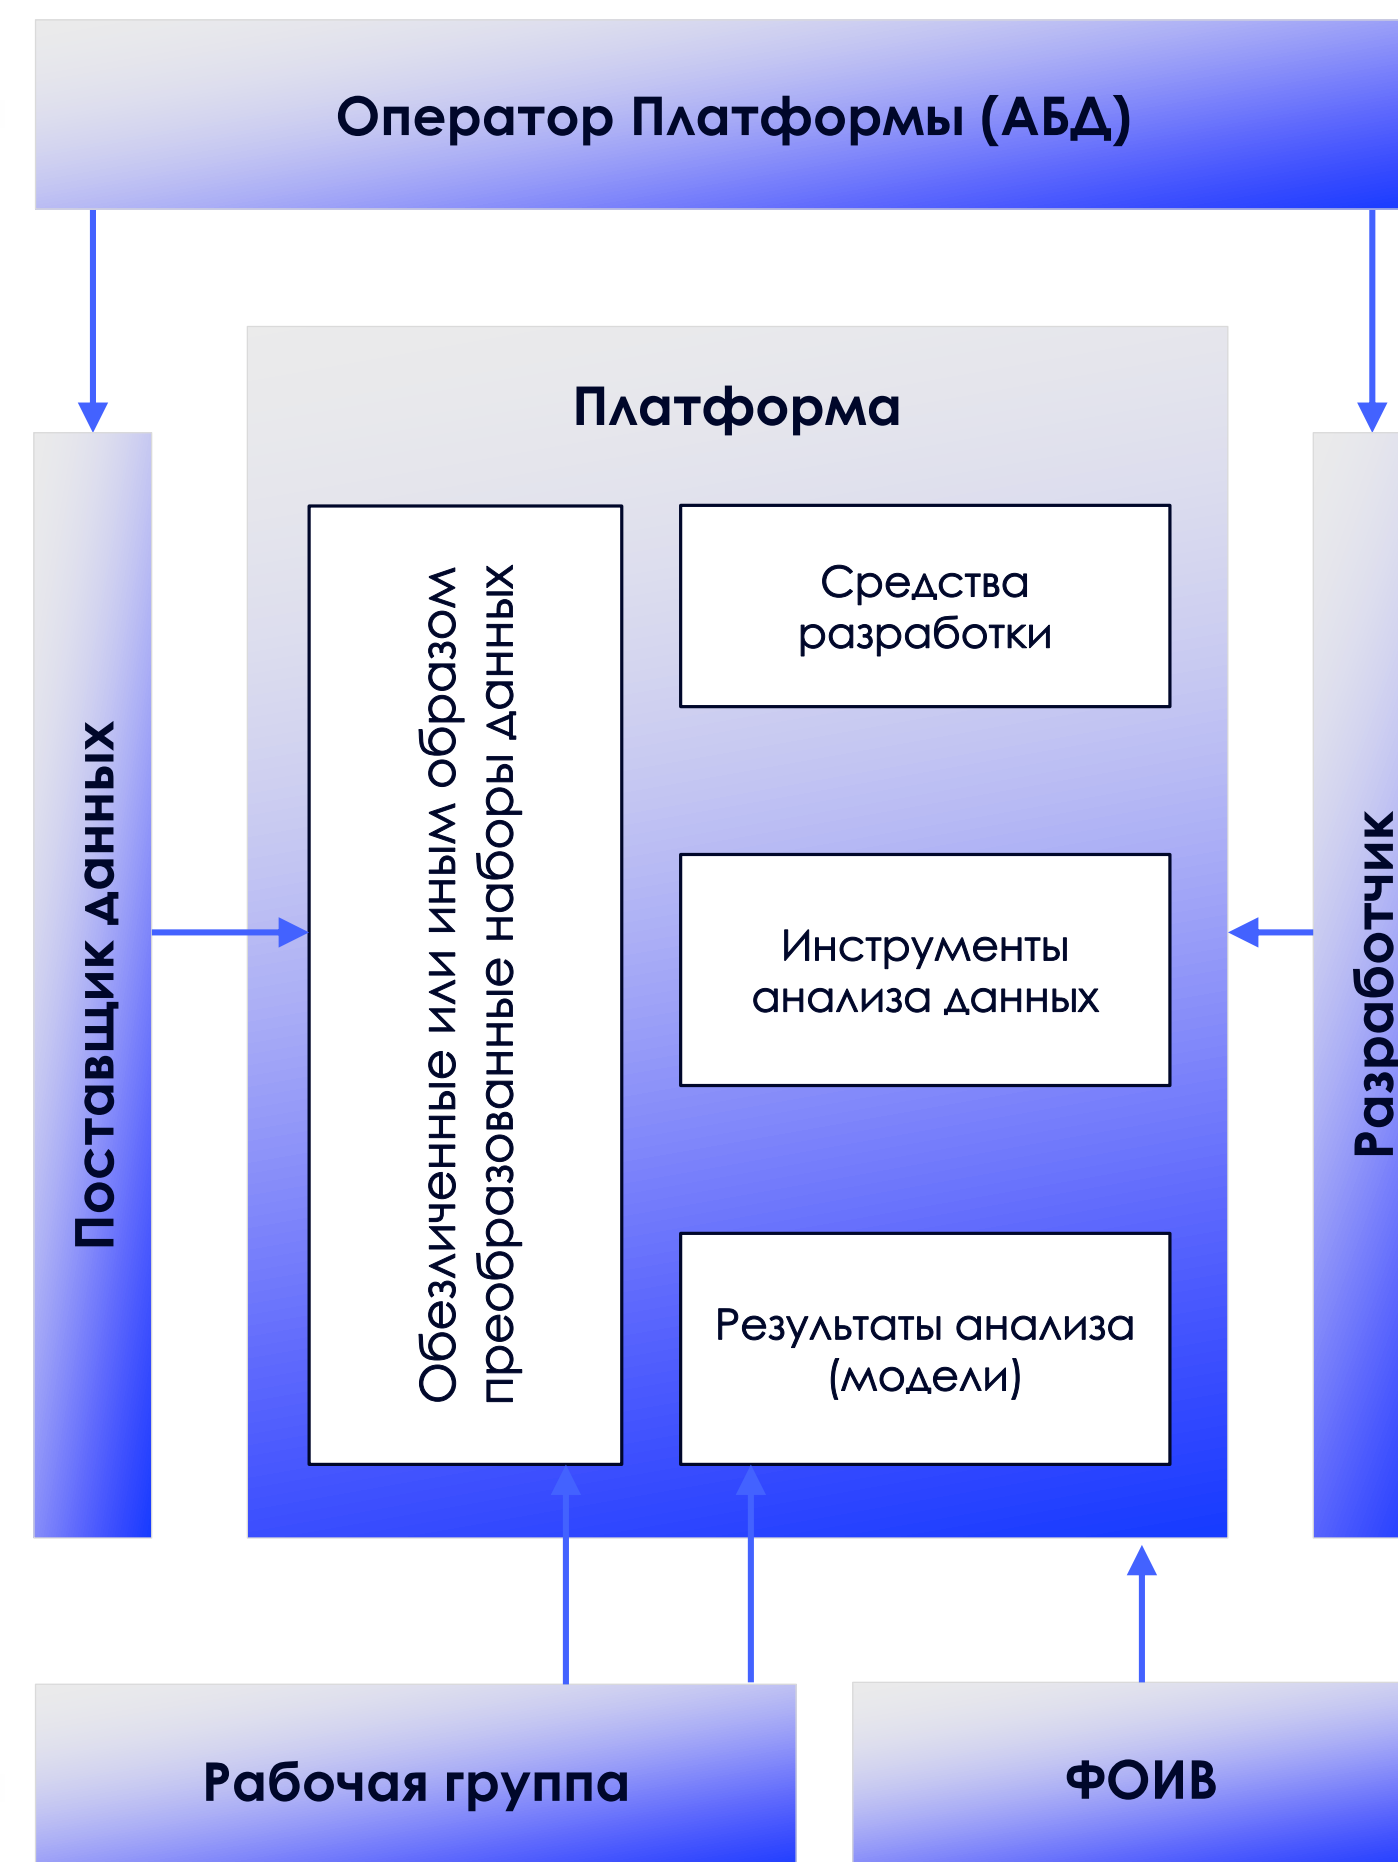 Оператор Платформы (АБД)
Платформа
Поставщик данных
Обезличенные или иным образом
преобразованные наборы данных
Средства
разработки
Инструменты
анализа данных
Результаты анализа
(модели)
Разработчик
Рабочая группа
ФОИВ